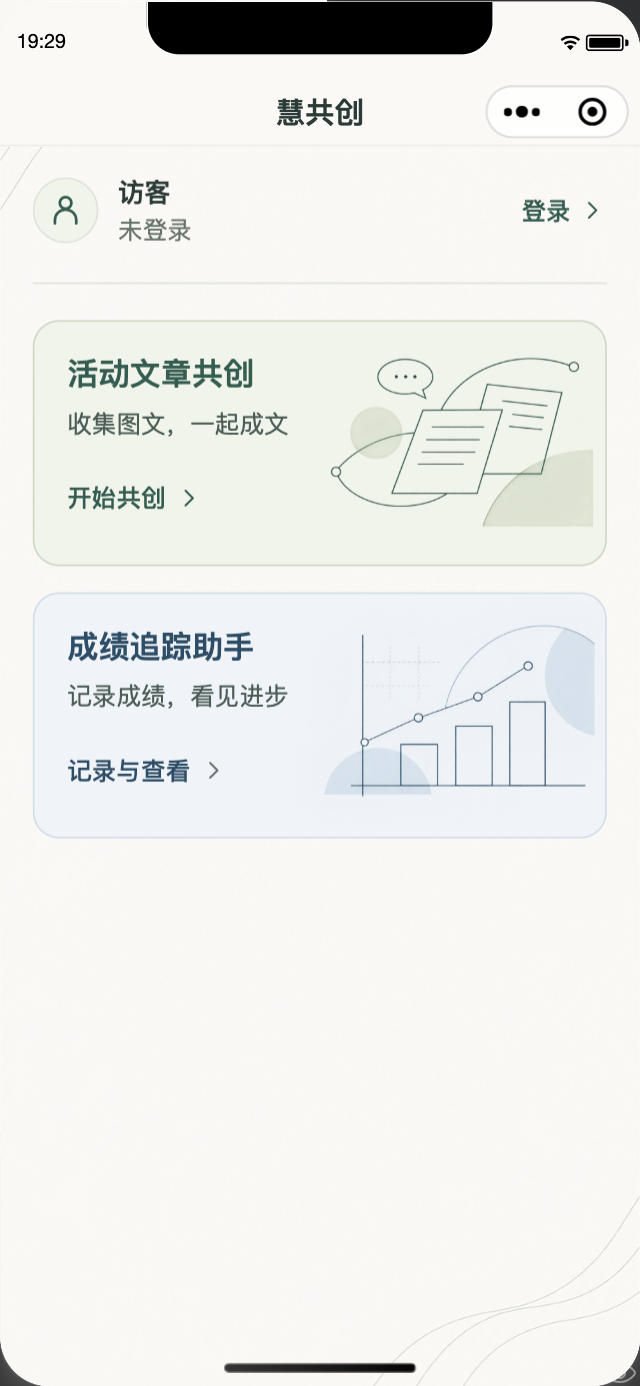 19:29
慧共创
访客
未登录
登录
活动文章共创
收集图文，一起成文
开始共创
成绩追踪助手
记录成绩，看见进步
记录与查看